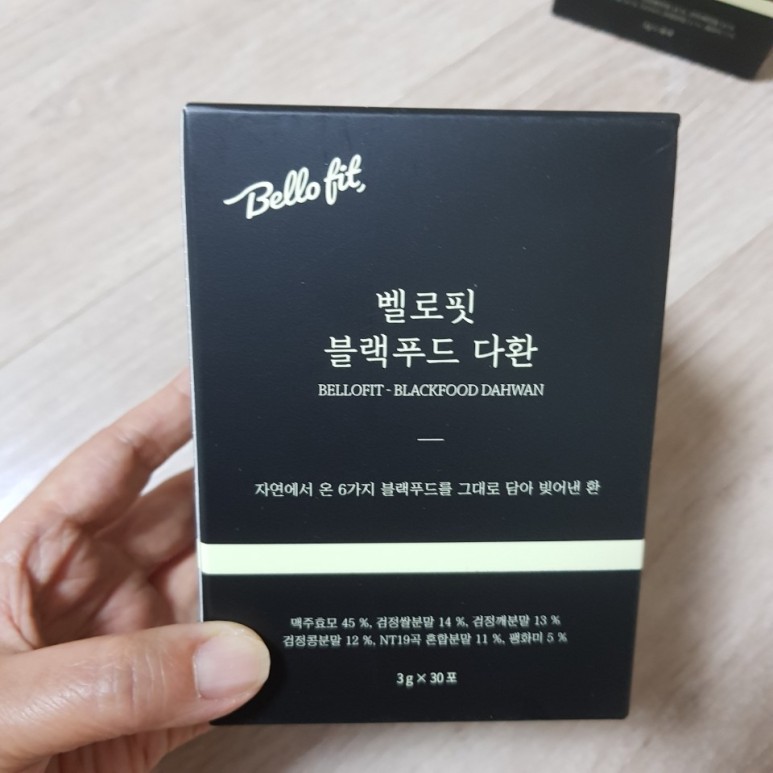 Bello fit,
벨로핏
블랙푸드 다환
BELLOFIT - BLACKFOOD DAHWAN
자연에서 온 6가지 블랙푸드를 그대로 담아 빚어낸 환
맥주효모 45 %, 검정쌀분말 14 %, 검정깨분말 13 %
검정콩분말 12 %, NT19곡 혼합분말 11 %, 팽화미 5 %
3 g × 30 포